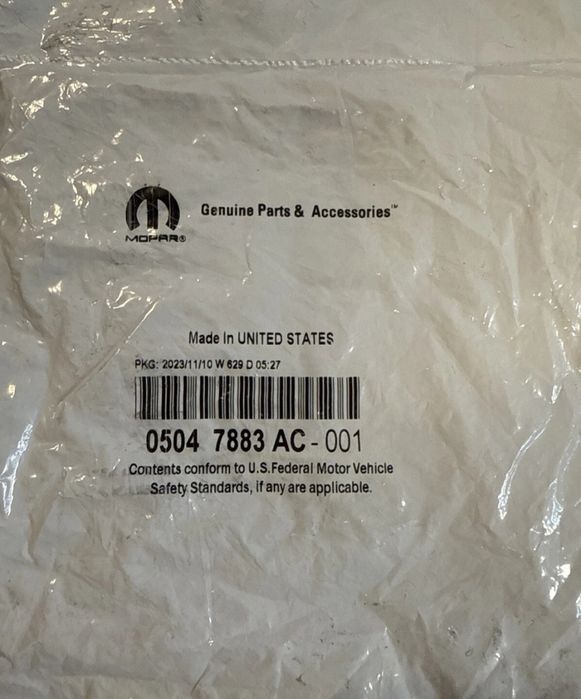 MOPAR®
Genuine Parts & Accessories™
Made In UNITED STATES
PKG: 2023/11/10 W 629 D 05:27
0504 7883 AC - 001
Contents conform to U.S.Federal Motor Vehicle
Safety Standards, if any are applicable.